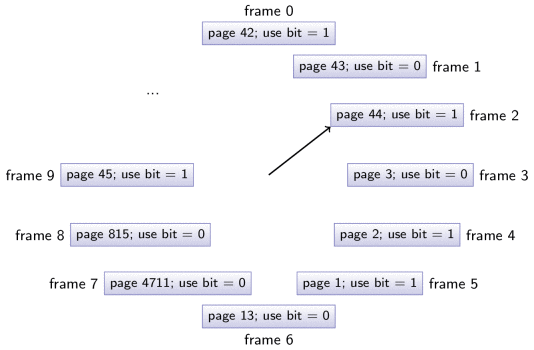 frame 0
page 42; use bit = 1
page 43; use bit = 0 frame 1
...
page 44; use bit = 1 frame 2
frame 9 page 45; use bit = 1
page 3; use bit = 0 frame 3
frame 8 page 815; use bit = 0
page 2; use bit = 1 frame 4
frame 7 page 4711; use bit = 0
page 1; use bit = 1 frame 5
page 13; use bit = 0
frame 6